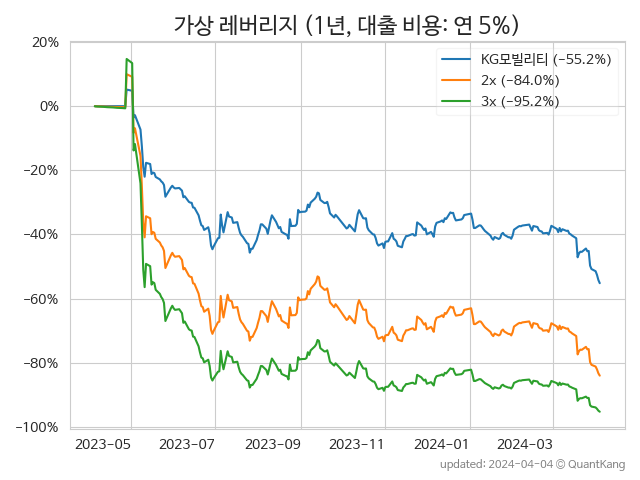 가상 레버리지 (1년, 대출 비용: 연 5%)
KG모빌리티 (−55.2%)
2x (−84.0%)
3x (−95.2%)
20%
0%
−20%
−40%
−60%
−80%
−100%
2023-05 2023-07 2023-09 2023-11 2024-01 2024-03
updated: 2024-04-04 © QuantKang